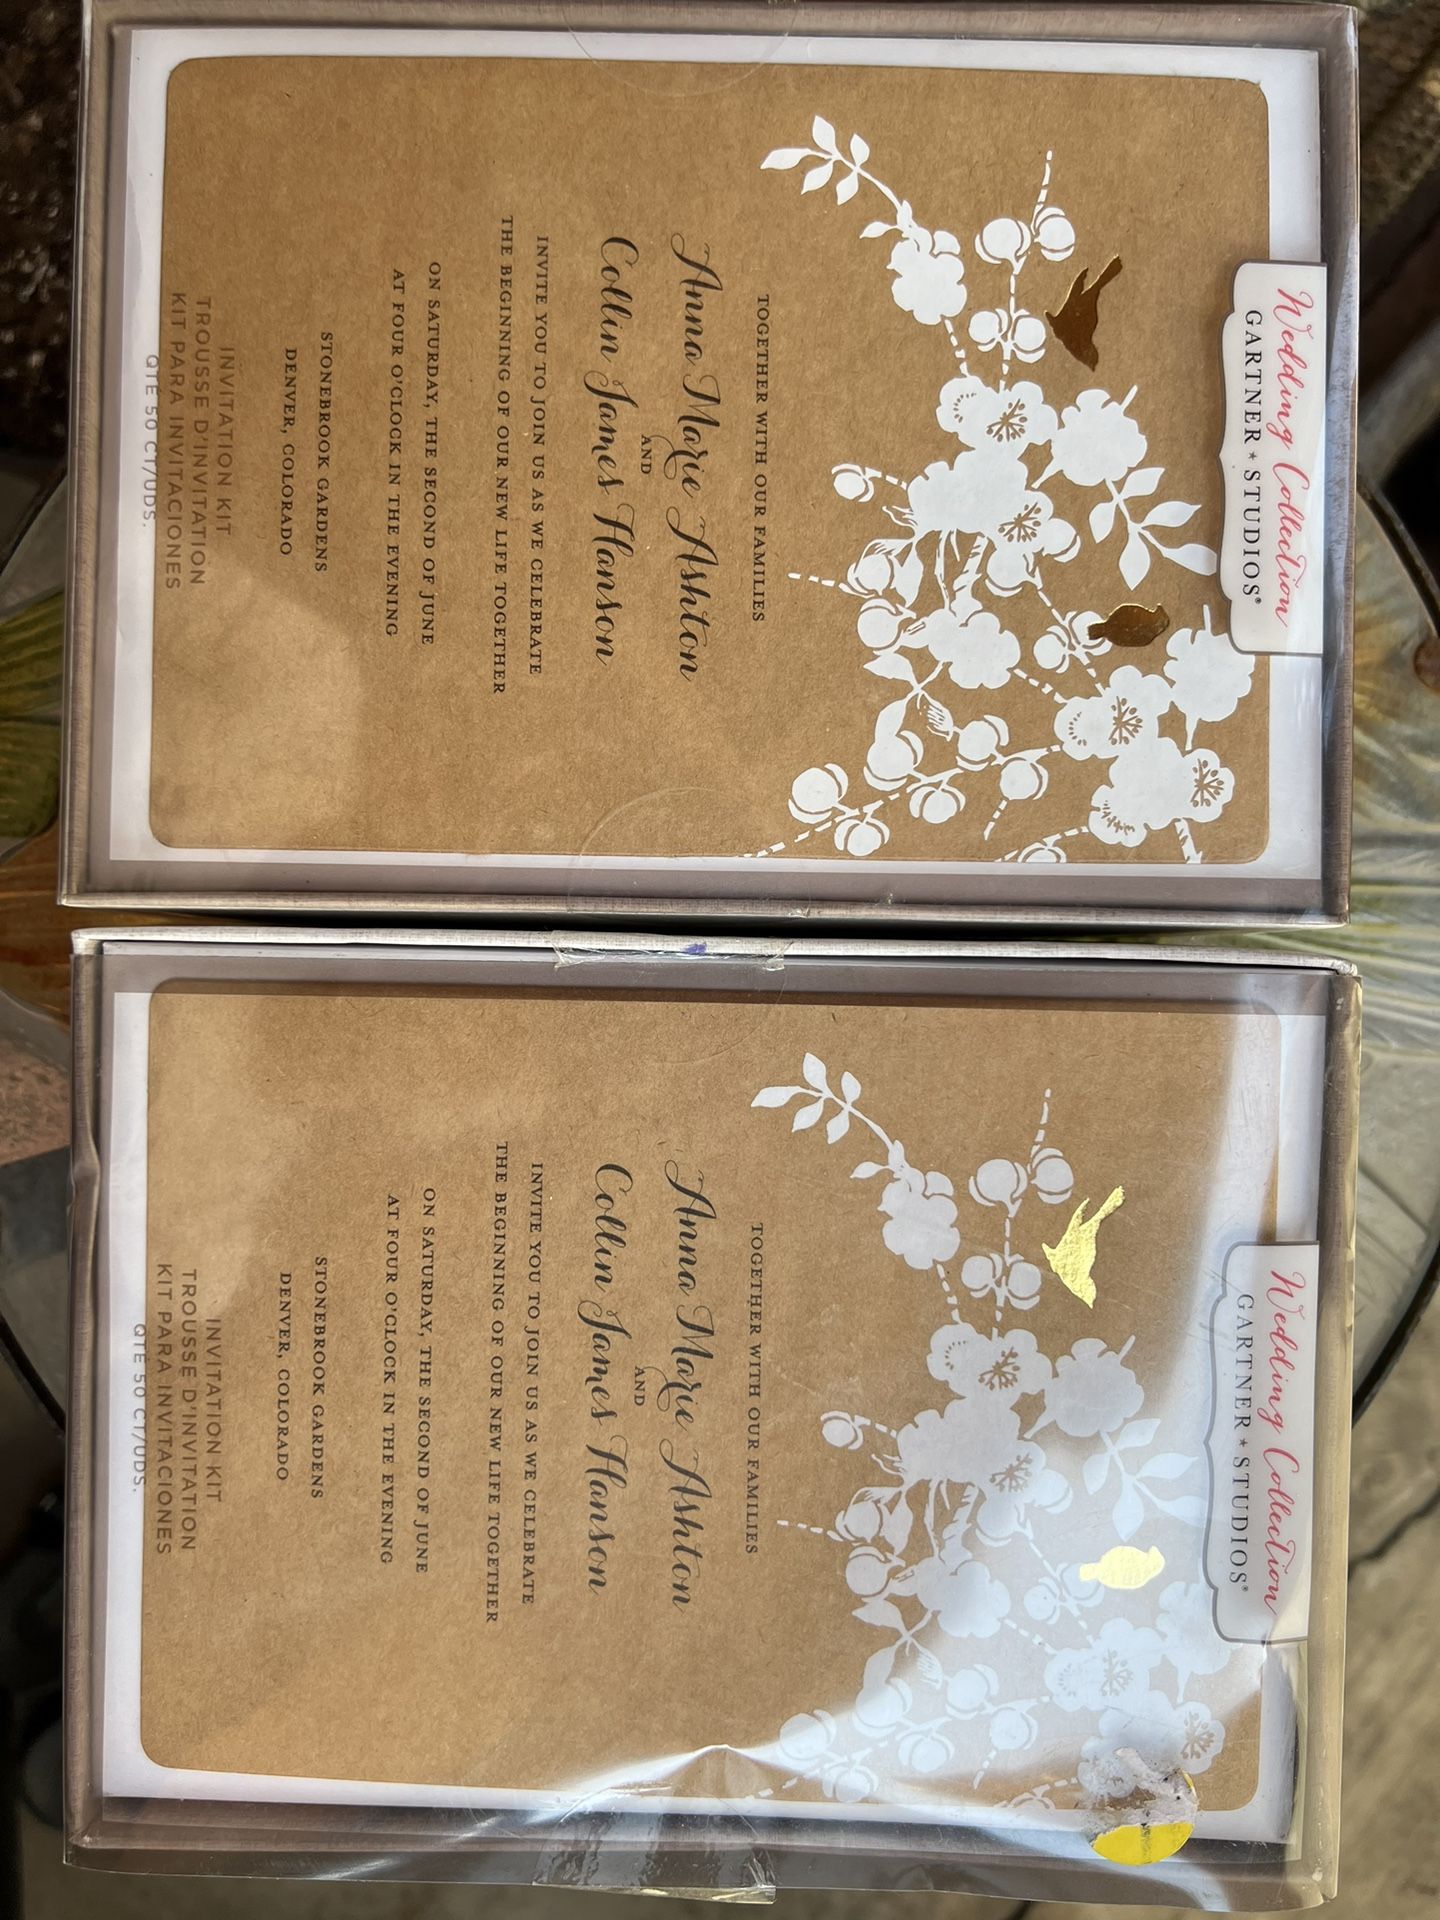 Wedding Collection
GARTNER★STUDIOS®
TOGETHER WITH OUR FAMILIES
Anna Marie Ashton
AND
Collin James Hanson
INVITE YOU TO JOIN US AS WE CELEBRATE
THE BEGINNING OF OUR NEW LIFE TOGETHER
ON SATURDAY, THE SECOND OF JUNE
AT FOUR O'CLOCK IN THE EVENING
STONEBROOK GARDENS
DENVER, COLORADO
INVITATION KIT
TROUSSE D'INVITATION
KIT PARA INVITACIONES
QTÉ 50 CT/UDS.
Wedding Collection
GARTNER★STUDIOS®
TOGETHER WITH OUR FAMILIES
Anna Marie Ashton
AND
Collin James Hanson
INVITE YOU TO JOIN US AS WE CELEBRATE
THE BEGINNING OF OUR NEW LIFE TOGETHER
ON SATURDAY, THE SECOND OF JUNE
AT FOUR O'CLOCK IN THE EVENING
STONEBROOK GARDENS
DENVER, COLORADO
INVITATION KIT
TROUSSE D'INVITATION
KIT PARA INVITACIONES
QTÉ 50 CT/UDS.